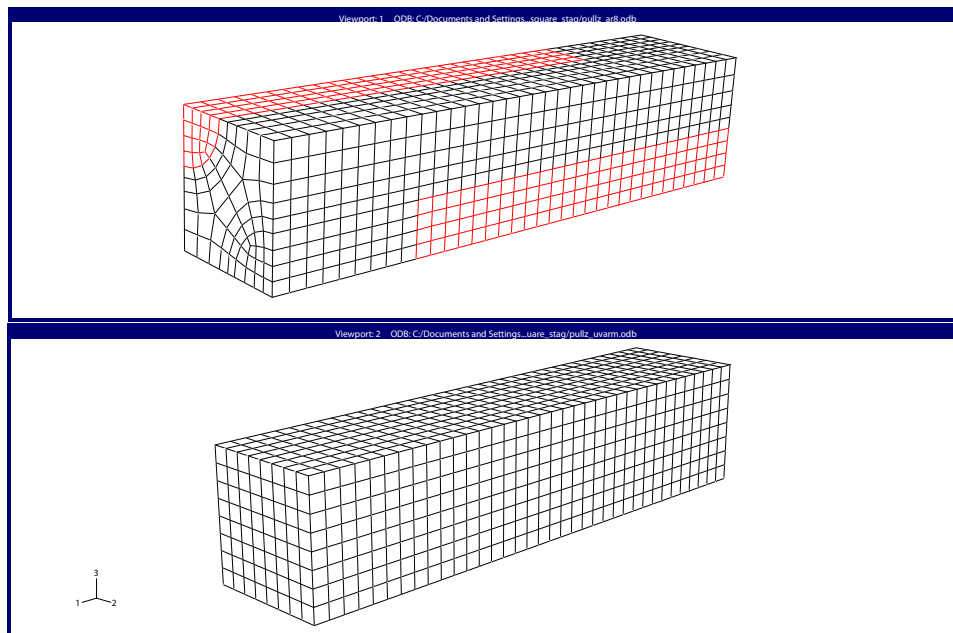 Viewport: 1 ODB: C:/Documents and Settings...square_stag/pullz_ar8.odb
Viewport: 2 ODB: C:/Documents and Settings...uare_stag/pullz_uvarm.odb
3
1 2